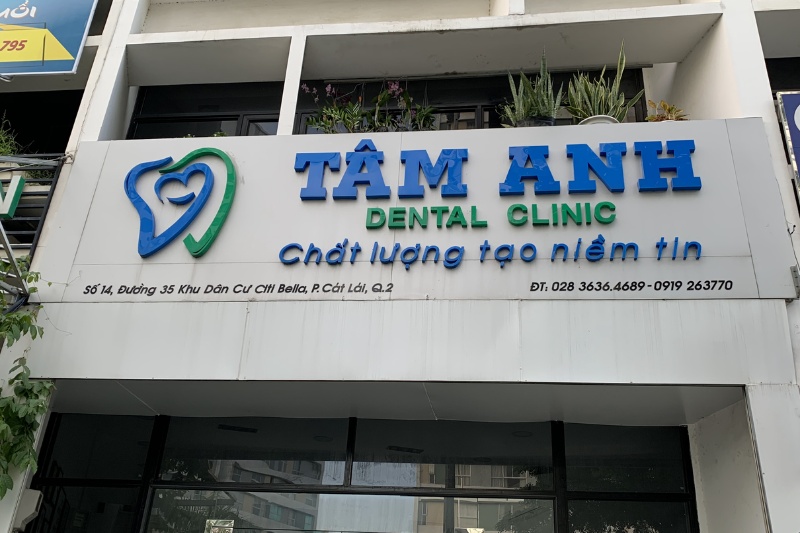 MỐI
795
TÂM ANH
DENTAL CLINIC
Chất lượng tạo niềm tin
Số 14, Đường 35 Khu Dân Cư Citi Bella, P. Cát Lái, Q.2
ĐT: 028 3636.4689 - 0919 263770
N